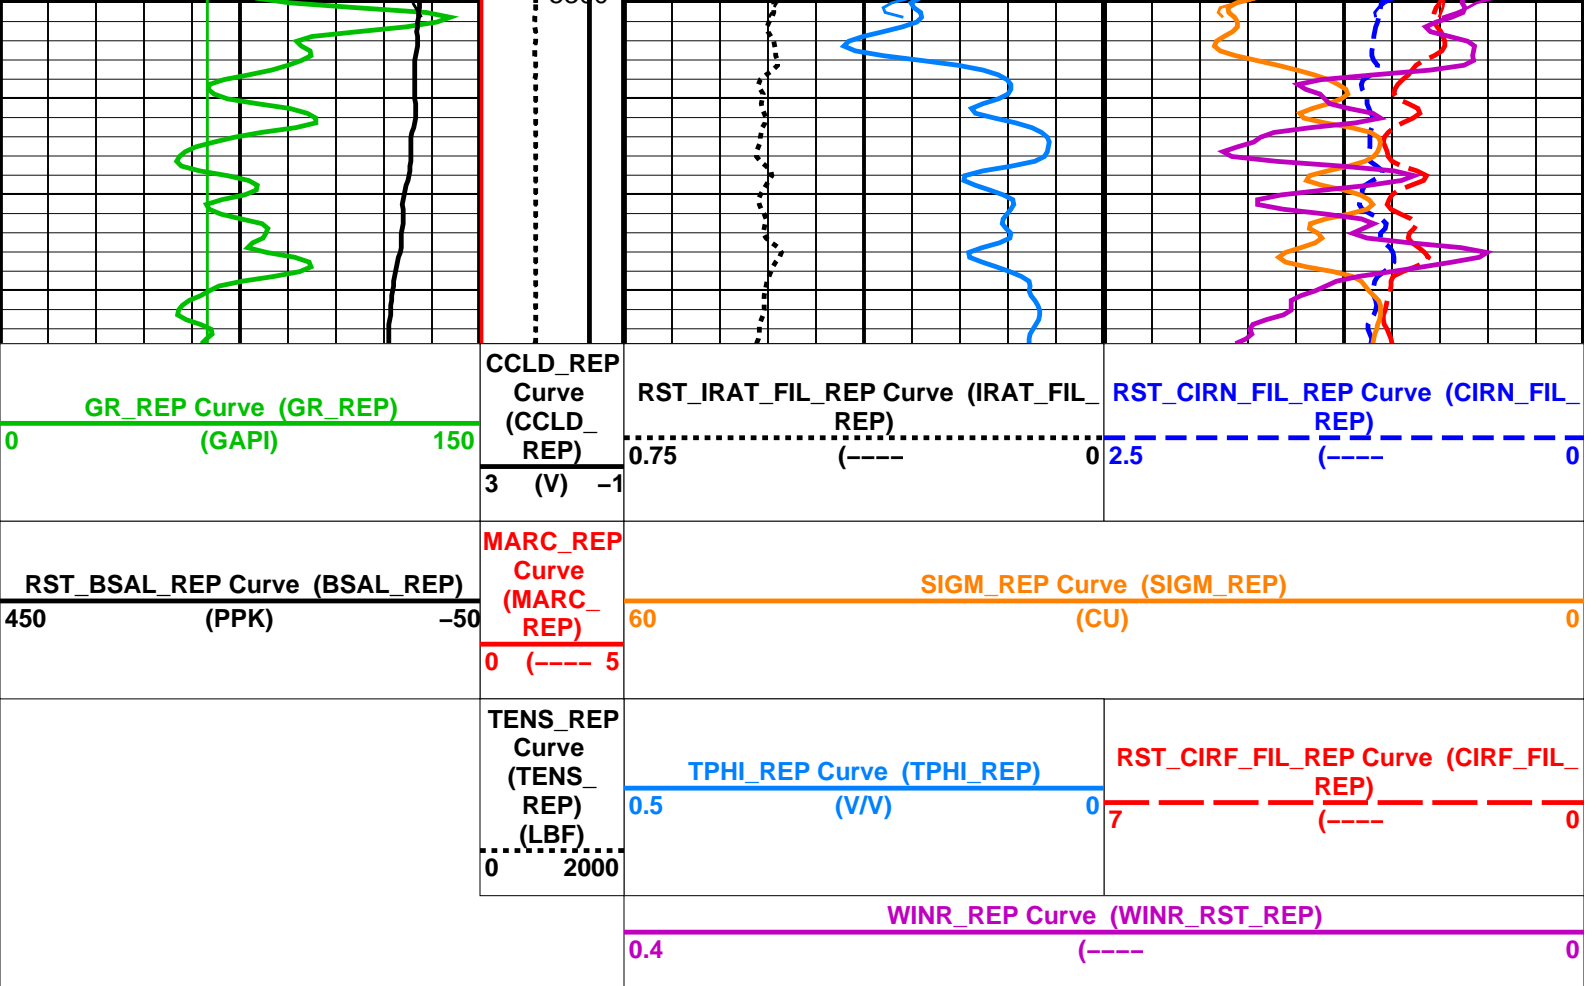 GR_REP Curve (GR_REP)
0 (GAPI) 150
CCLD_REP
Curve
(CCLD_
REP)
3 (V) −1
RST_IRAT_FIL_REP Curve (IRAT_FIL_
REP)
0.75 (−−−− 0
RST_CIRN_FIL_REP Curve (CIRN_FIL_
REP)
2.5 (−−−− 0
RST_BSAL_REP Curve (BSAL_REP)
450 (PPK) −50
MARC_REP
Curve
(MARC_
REP)
0 (−−−− 5
SIGM_REP Curve (SIGM_REP)
60 (CU) 0
TENS_REP
Curve
(TENS_
REP)
(LBF)
0 2000
TPHI_REP Curve (TPHI_REP)
0.5 (V/V) 0
RST_CIRF_FIL_REP Curve (CIRF_FIL_
REP)
7 (−−−− 0
WINR_REP Curve (WINR_RST_REP)
0.4 (−−−− 0